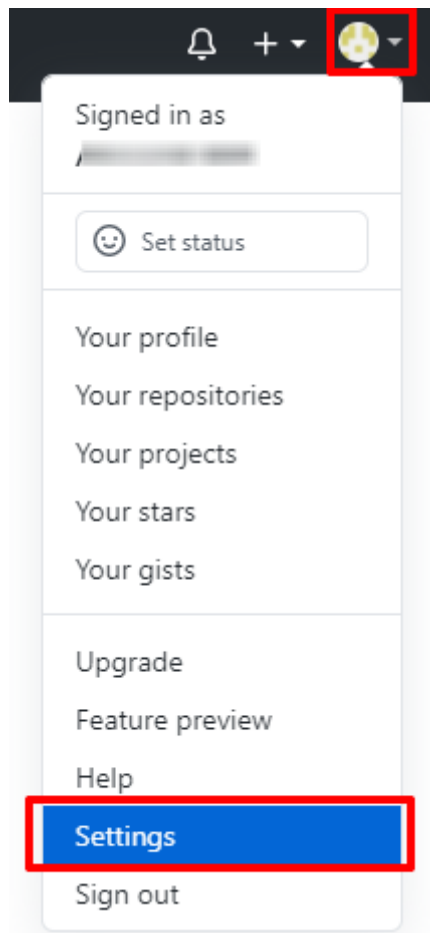 Signed in as
Set status
Your profile
Your repositories
Your projects
Your stars
Your gists
Upgrade
Feature preview
Help
Settings
Sign out